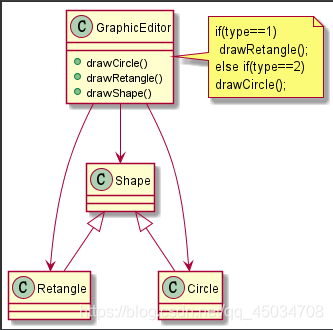 C GraphicEditor
drawCircle()
drawRetangle()
drawShape()
if(type==1)
drawRetangle();
else if(type==2)
drawCircle();
C Shape
C Retangle
C Circle
https://blog.csdn.net/qq_45034708